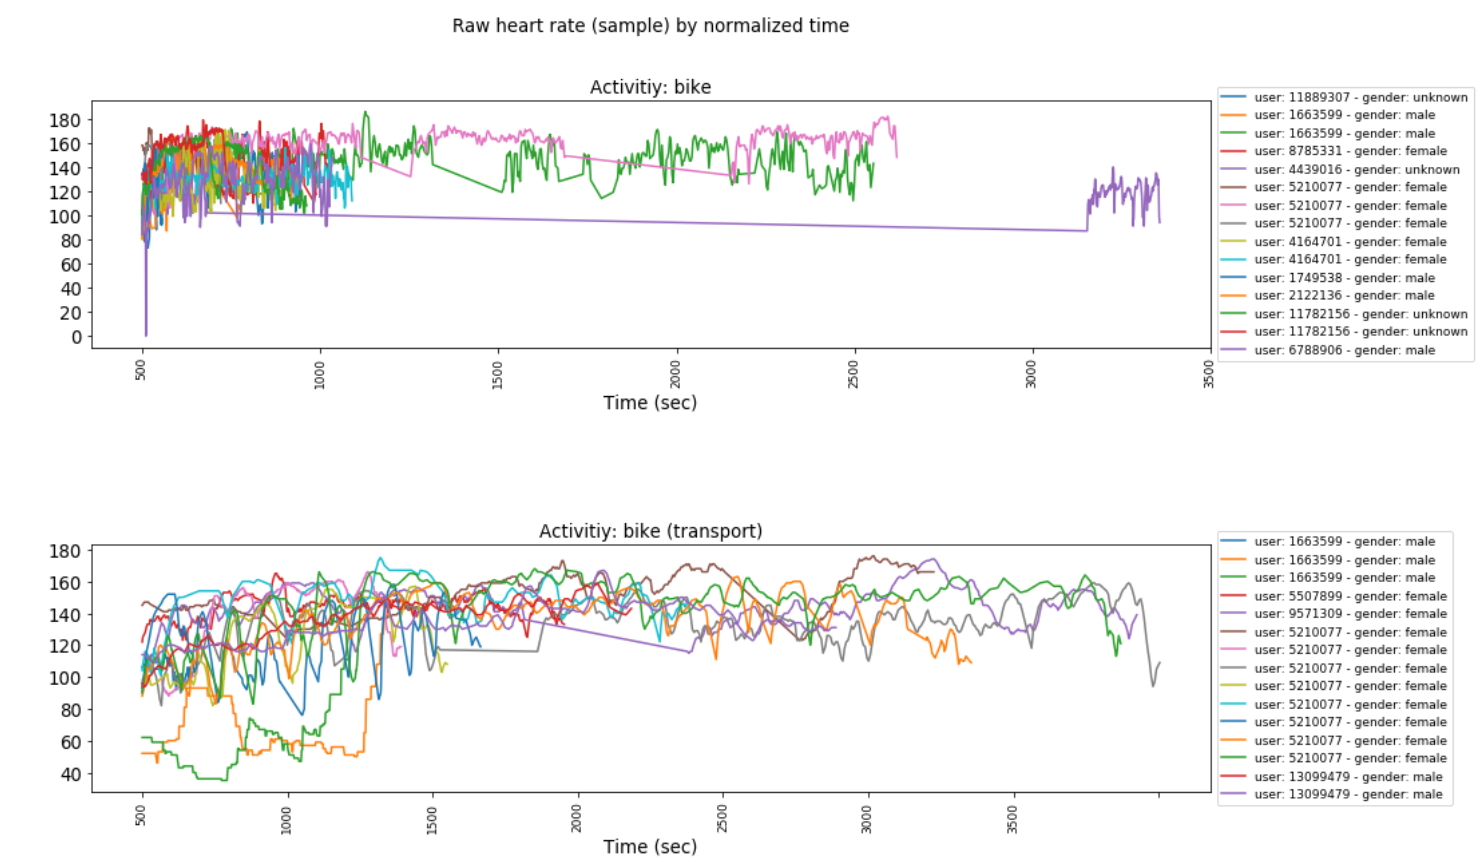 Raw heart rate (sample) by normalized time
Activitiy: bike
180
160
140
120
100
80
60
40
20
0
500
1000
1500
2000
2500
3000
3500
Time (sec)
user: 11889307 - gender: unknown
user: 1663599 - gender: male
user: 1663599 - gender: male
user: 8785331 - gender: female
user: 4439016 - gender: unknown
user: 5210077 - gender: female
user: 5210077 - gender: female
user: 5210077 - gender: female
user: 4164701 - gender: female
user: 4164701 - gender: female
user: 1749538 - gender: male
user: 2122136 - gender: male
user: 11782156 - gender: unknown
user: 11782156 - gender: unknown
user: 6788906 - gender: male
Activitiy: bike (transport)
180
160
140
120
100
80
60
40
500
1000
1500
2000
2500
3000
3500
Time (sec)
user: 1663599 - gender: male
user: 1663599 - gender: male
user: 1663599 - gender: male
user: 5507899 - gender: male
user: 9571309 - gender: female
user: 5210077 - gender: female
user: 5210077 - gender: female
user: 5210077 - gender: female
user: 5210077 - gender: female
user: 5210077 - gender: female
user: 5210077 - gender: female
user: 5210077 - gender: female
user: 5210077 - gender: female
user: 13099479 - gender: male
user: 13099479 - gender: male